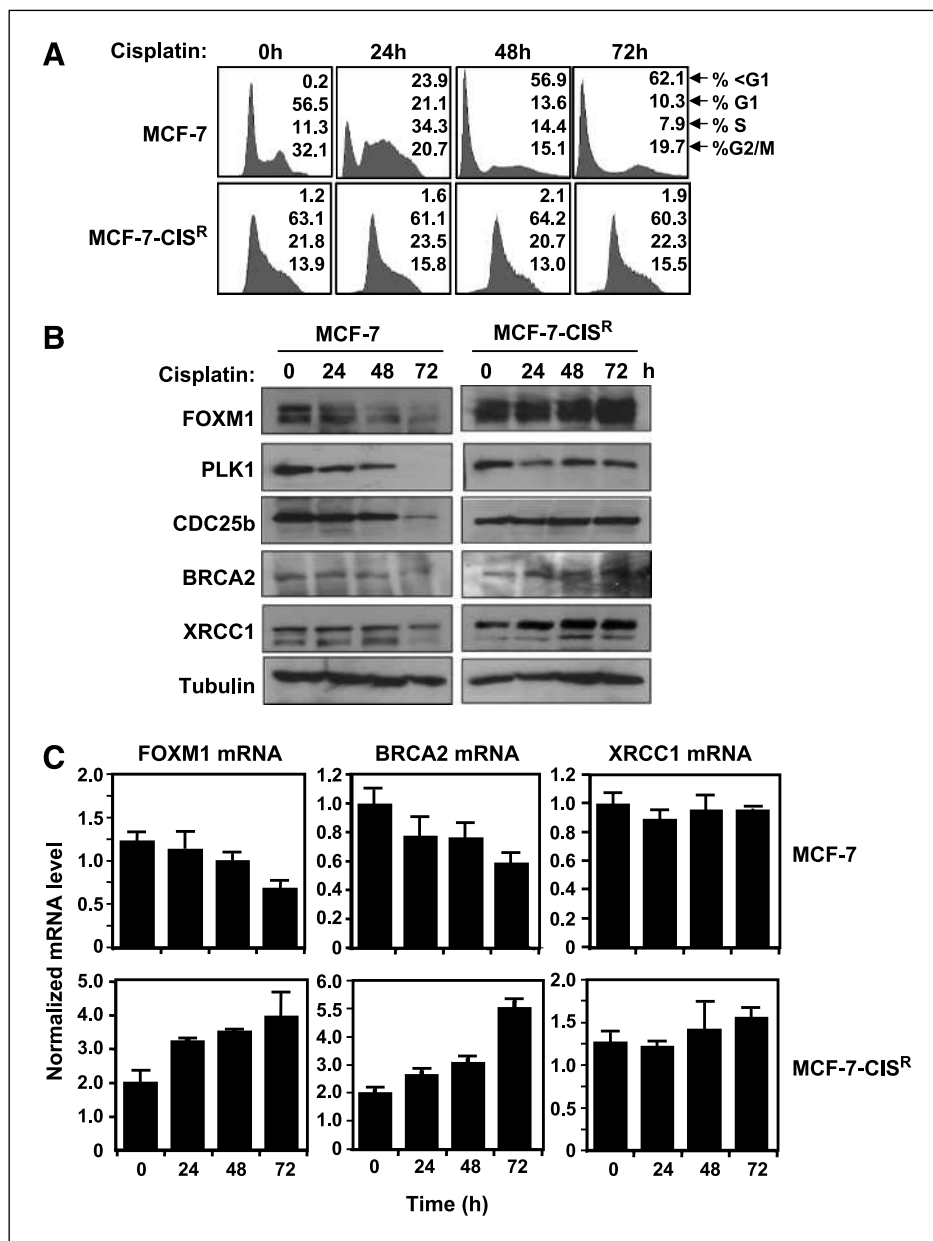 A
Cisplatin: 0h 24h 48h 72h
MCF-7
0.2 23.9 56.9 62.1 % <G1
56.5 21.1 13.6 10.3 % G1
11.3 34.3 14.4 7.9 % S
32.1 20.7 15.1 19.7 %G2/M
MCF-7-CISR
1.2 1.6 2.1 1.9
63.1 61.1 64.2 60.3
21.8 23.5 20.7 22.3
13.9 15.8 13.0 15.5
B
MCF-7 MCF-7-CISR
Cisplatin: 0 24 48 72 0 24 48 72 h
FOXM1
PLK1
CDC25b
BRCA2
XRCC1
Tubulin
C
FOXM1 mRNA BRCA2 mRNA XRCC1 mRNA
Normalized mRNA level
2.0
1.5
1.0
0.5
0
1.2
1.0
0.8
0.6
0.4
0.2
0
1.2
1.0
0.8
0.6
0.4
0.2
0
MCF-7
5.0
4.0
3.0
2.0
1.0
0.0
6.0
5.5
3.0
2.0
1.0
0.0
2.0
1.5
1.0
0.5
0
MCF-7-CISR
0 24 48 72 0 24 48 72 0 24 48 72
Time (h)